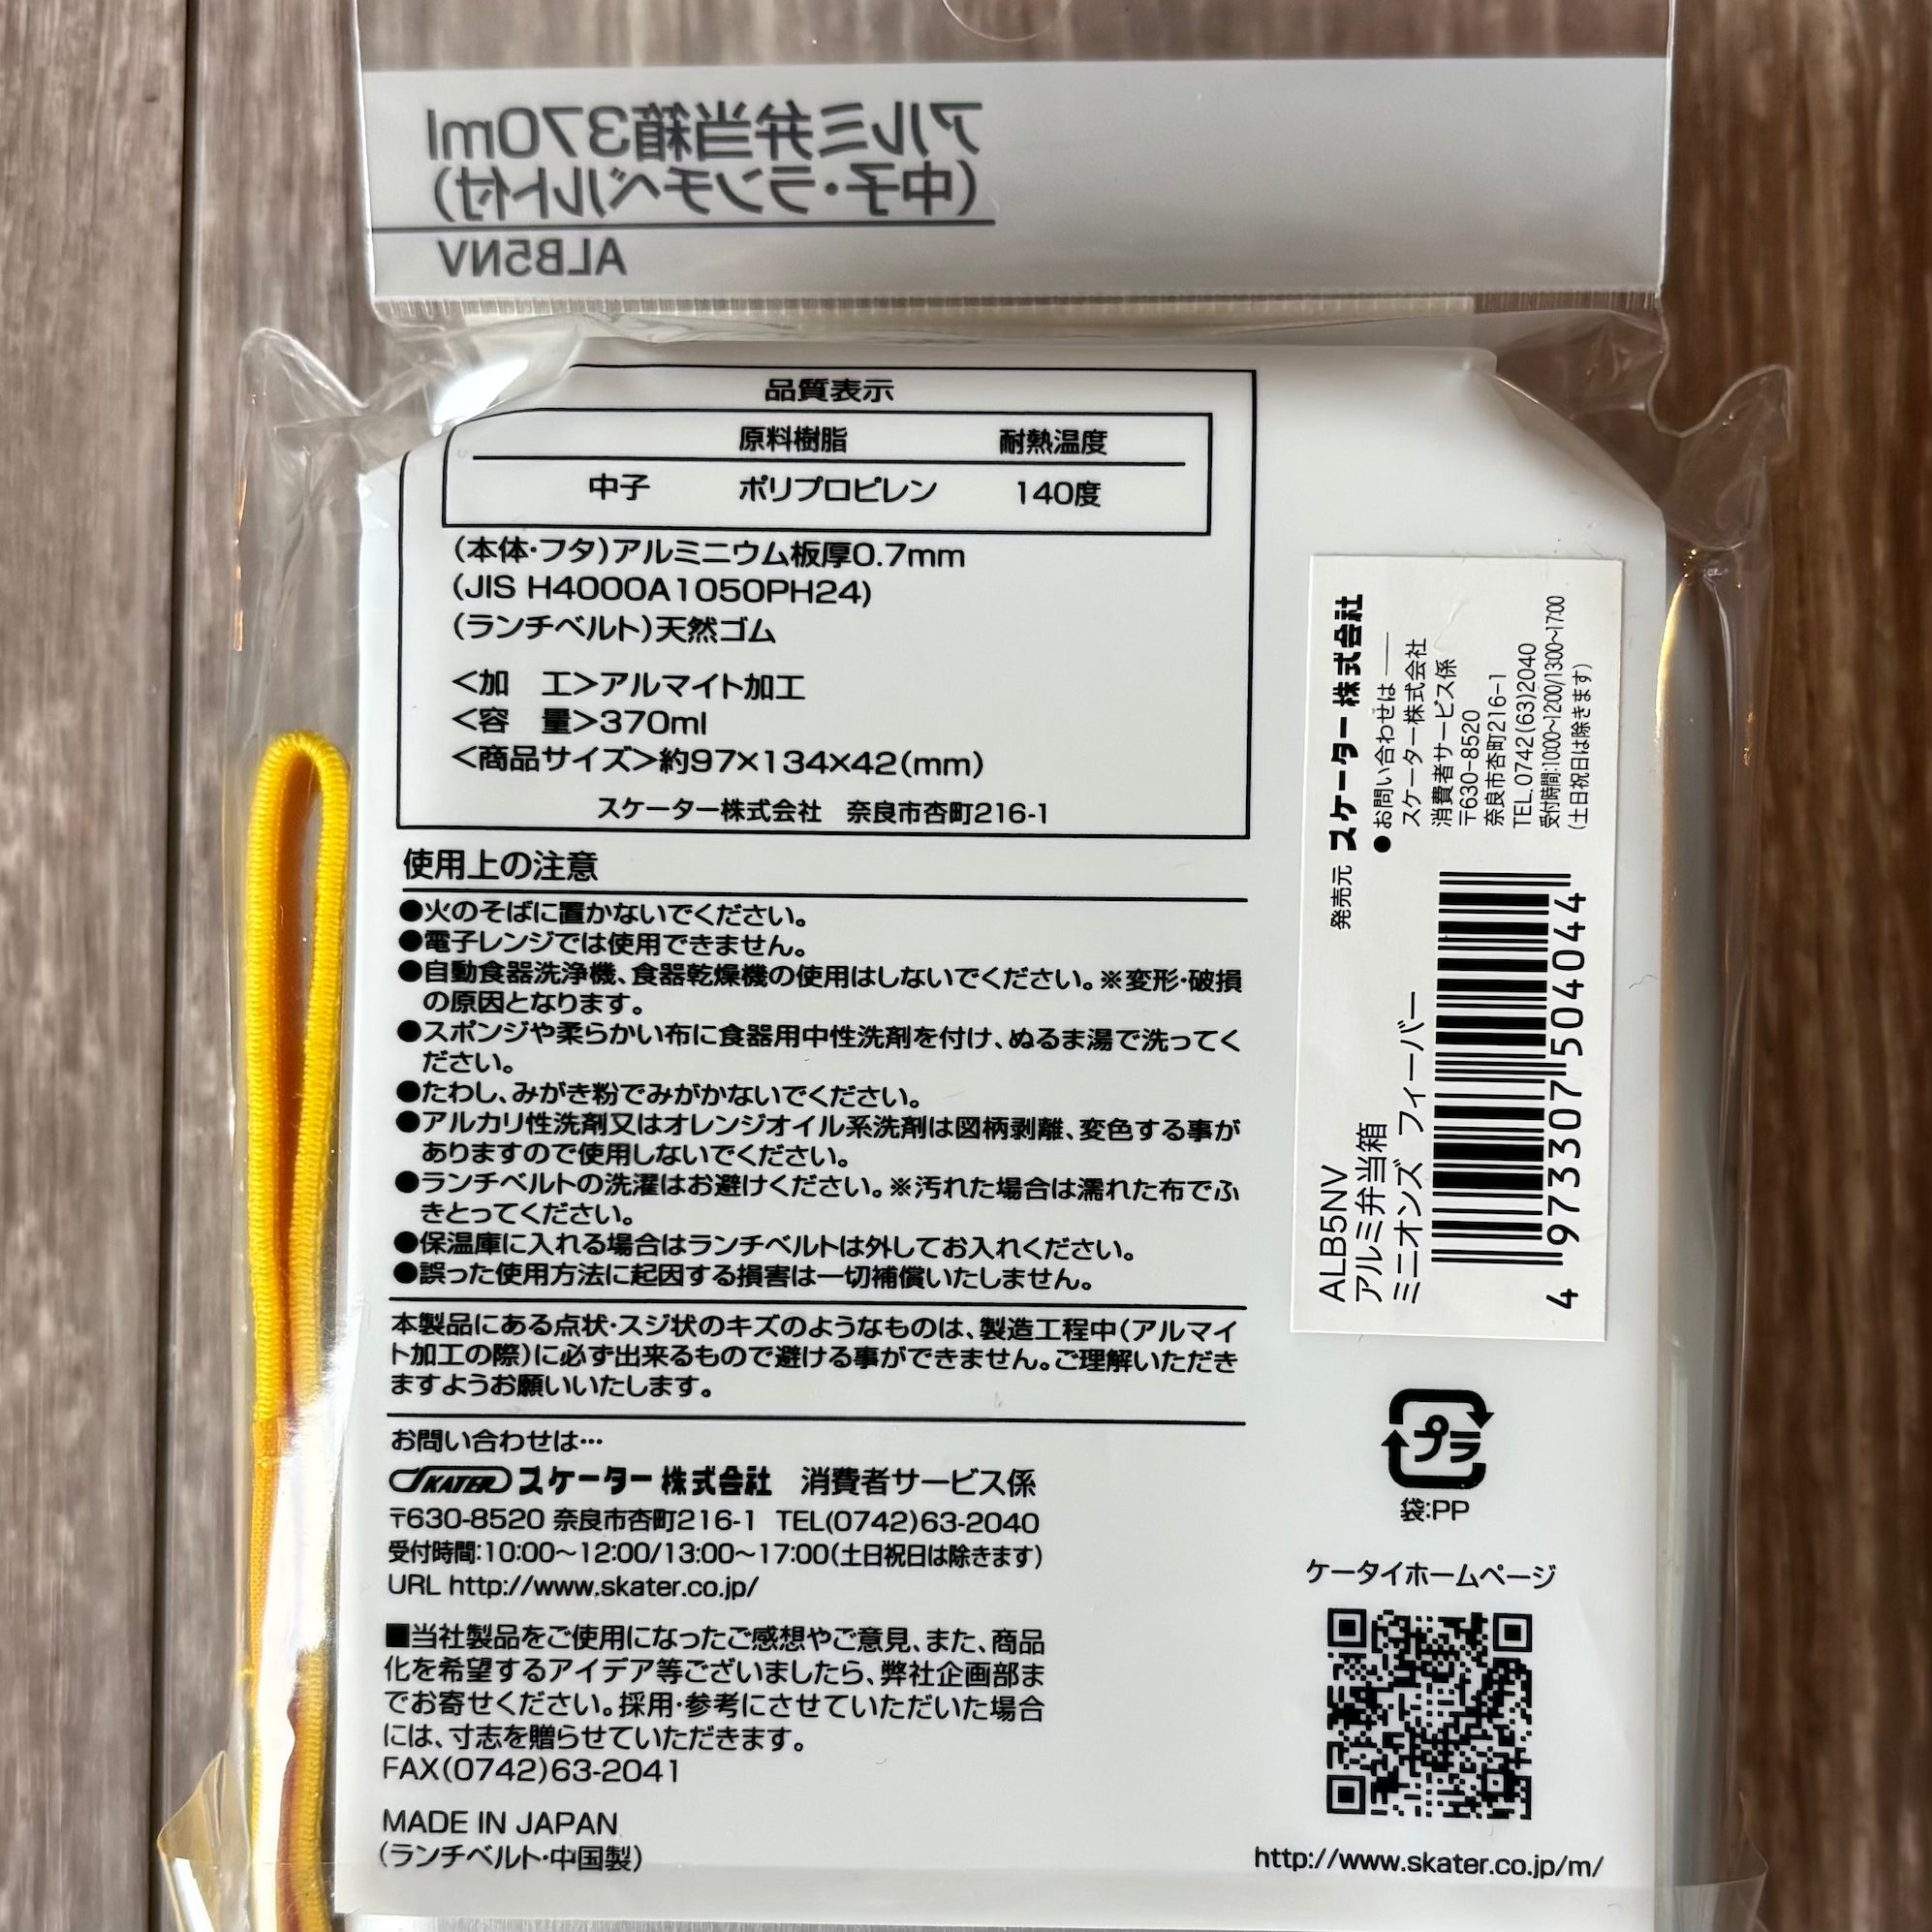 アルミ弁当箱370ml
(中子・ランチベルト付)
ALB5NV
品質表示
原料樹脂 耐熱温度
中子 ポリプロピレン 140度
(本体・フタ)アルミニウム板厚0.7mm
(JIS H4000A1050PH24)
(ランチベルト)天然ゴム
<加　工>アルマイト加工
<容　量>370ml
<商品サイズ>約97×134×42(mm)
スケーター株式会社　奈良市杏町216-1
使用上の注意
●火のそばに置かないでください。
●電子レンジでは使用できません。
●自動食器洗浄機、食器乾燥機の使用はしないでください。※変形・破損
の原因となります。
●スポンジや柔らかい布に食器用中性洗剤を付け、ぬるま湯で洗ってく
ださい。
●たわし、みがき粉でみがかないでください。
●アルカリ性洗剤又はオレンジオイル系洗剤は図柄剥離、変色する事が
ありますので使用しないでください。
●ランチベルトの洗濯はお避けください。※汚れた場合は濡れた布でふ
きとってください。
●保温庫に入れる場合はランチベルトは外してお入れください。
●誤った使用方法に起因する損害は一切補償いたしません。
本製品にある点状・スジ状のキズのようなものは、製造工程中(アルマイ
ト加工の際)に必ず出来るもので避ける事ができません。ご理解いただき
ますようお願いいたします。
お問い合わせは…
SKATER スケーター株式会社　消費者サービス係
〒630-8520 奈良市杏町216-1 TEL(0742)63-2040
受付時間:10:00～12:00/13:00～17:00(土日祝日は除きます)
URL http://www.skater.co.jp/
■当社製品をご使用になったご感想やご意見、また、商品
化を希望するアイデア等ございましたら、弊社企画部ま
でお寄せください。採用・参考にさせていただいた場合
には、寸志を贈らせていただきます。
FAX(0742)63-2041
MADE IN JAPAN
(ランチベルト・中国製)
発売元 スケーター株式会社
●お問い合わせは
スケーター株式会社
消費者サービス係
〒630-8520
奈良市杏町216-1
TEL.0742(63)2040
受付時間:10:00～12:00/13:00～17:00
(土日祝日は除きます)
ALB5NV
アルミ弁当箱
ミニオンズ フィーバー
4 973307 504044
プラ
袋:PP
ケータイホームページ
http://www.skater.co.jp/m/